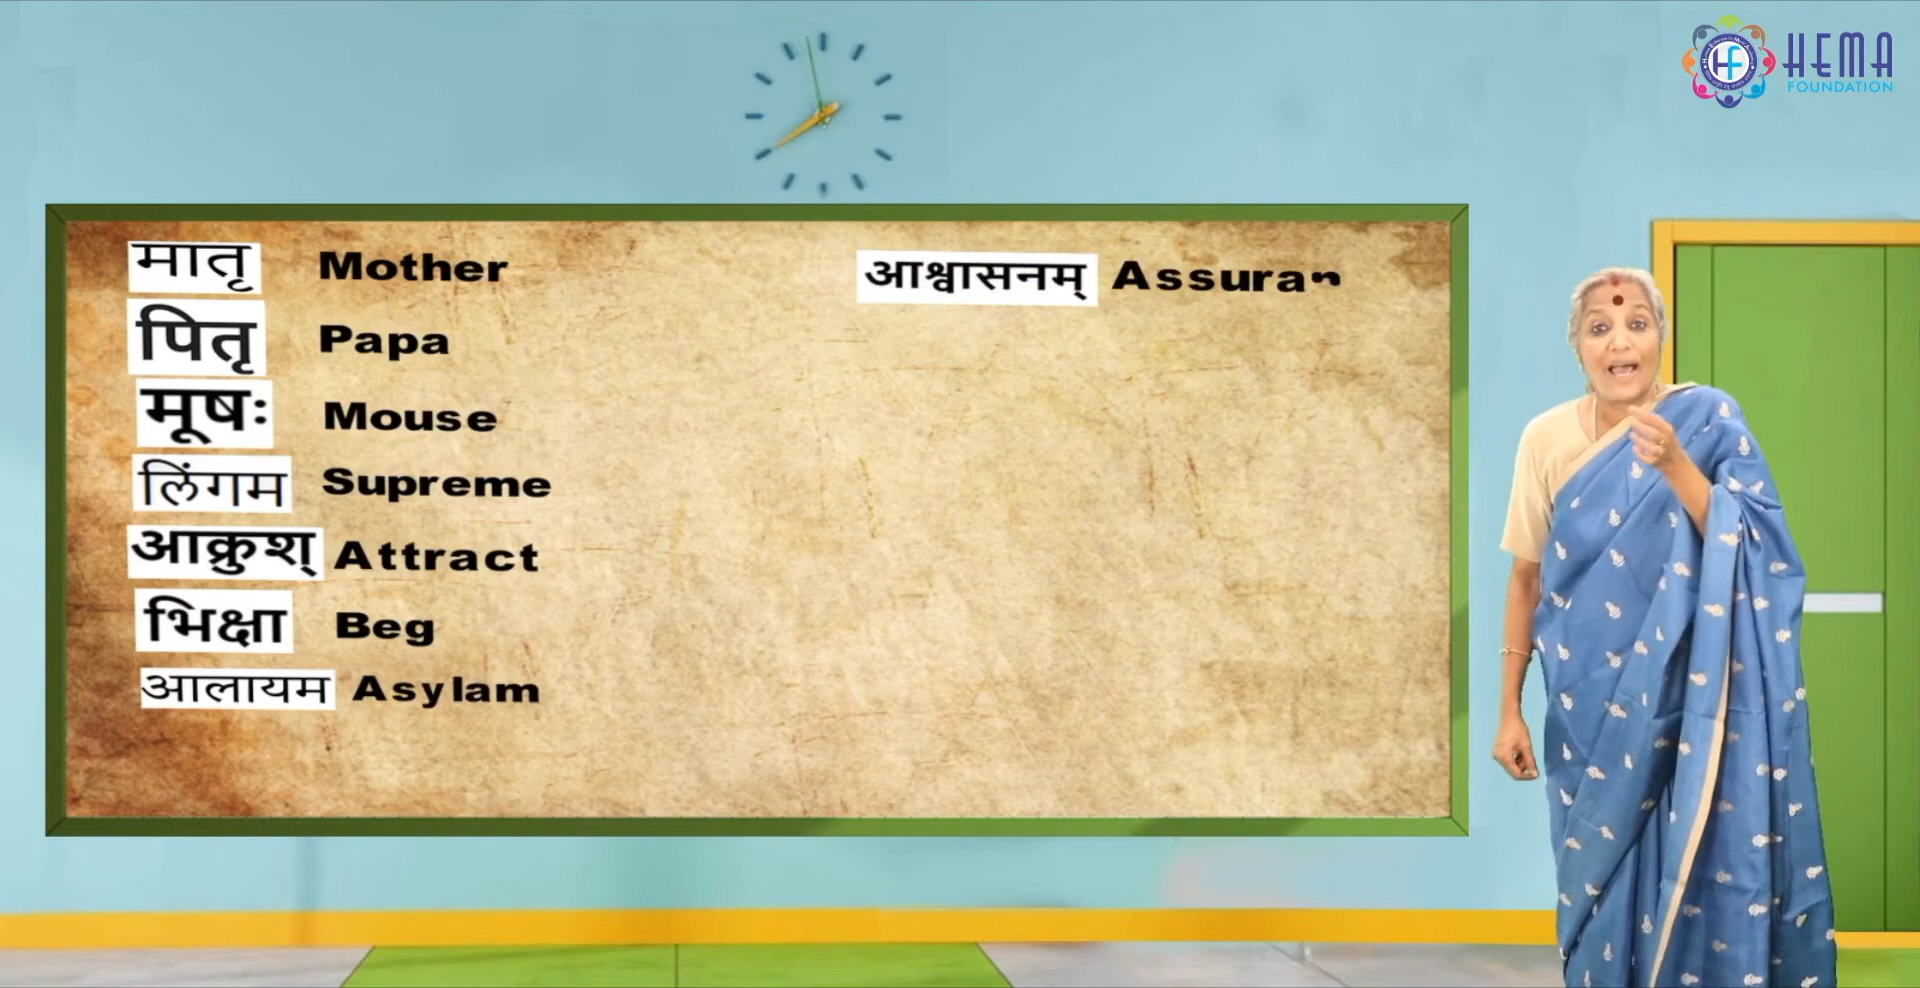 HEMA
FOUNDATION
मातृ Mother
पितृ Papa
मूषः Mouse
लिंगम Supreme
आक्रुश् Attract
भिक्षा Beg
आलायम Asylam
आश्वासनम् Assuran